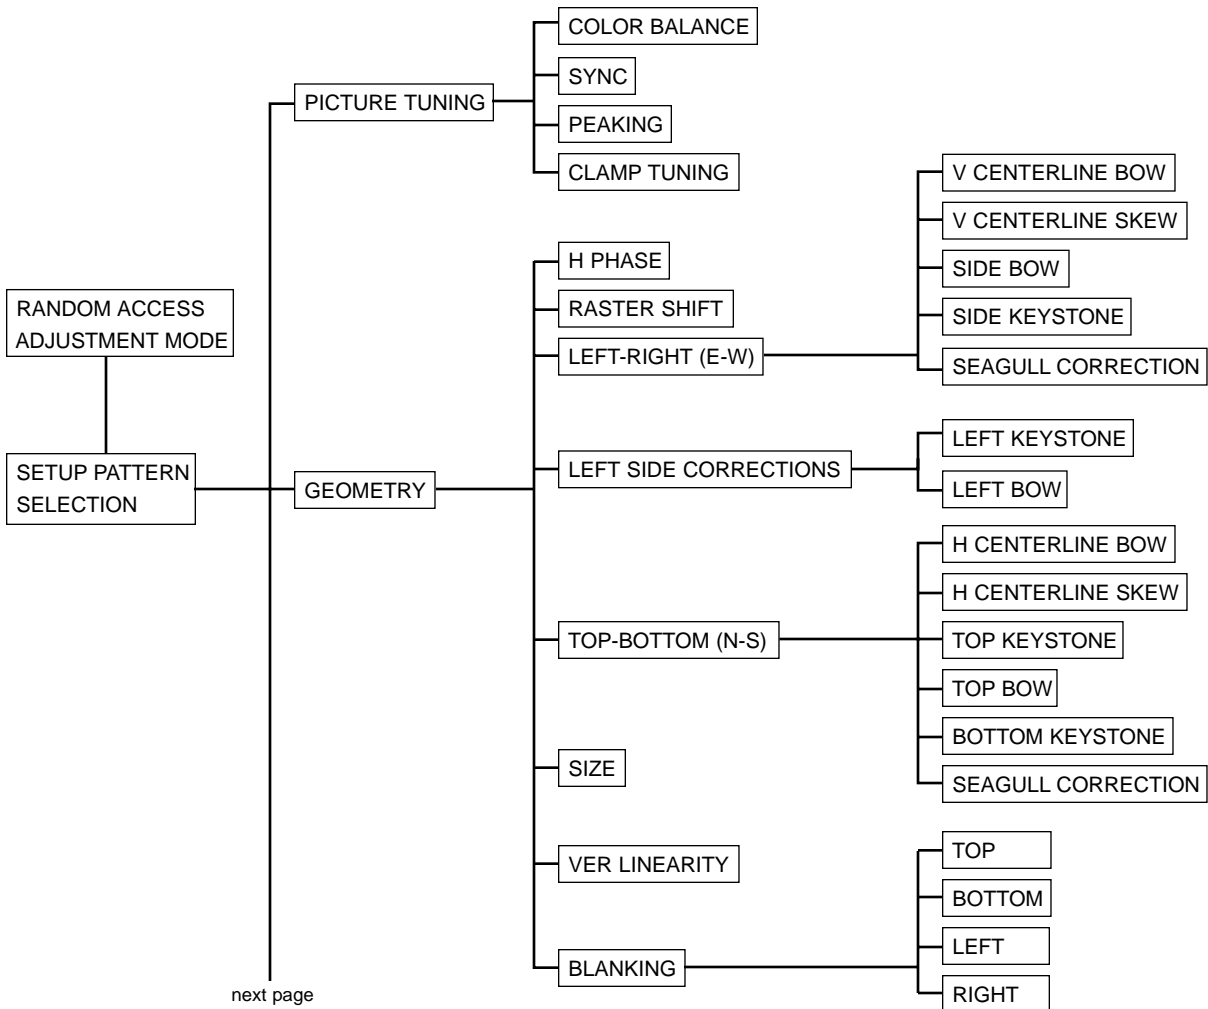 COLOR BALANCE
SYNC
PICTURE TUNING
PEAKING
CLAMP TUNING
V CENTERLINE BOW
V CENTERLINE SKEW
H PHASE
SIDE BOW
RANDOM ACCESS
ADJUSTMENT MODE
RASTER SHIFT
SIDE KEYSTONE
LEFT-RIGHT (E-W)
SEAGULL CORRECTION
LEFT KEYSTONE
SETUP PATTERN
SELECTION
GEOMETRY
LEFT SIDE CORRECTIONS
LEFT BOW
H CENTERLINE BOW
H CENTERLINE SKEW
TOP-BOTTOM (N-S)
TOP KEYSTONE
TOP BOW
BOTTOM KEYSTONE
SIZE
SEAGULL CORRECTION
VER LINEARITY
TOP
BOTTOM
LEFT
BLANKING
RIGHT
next page